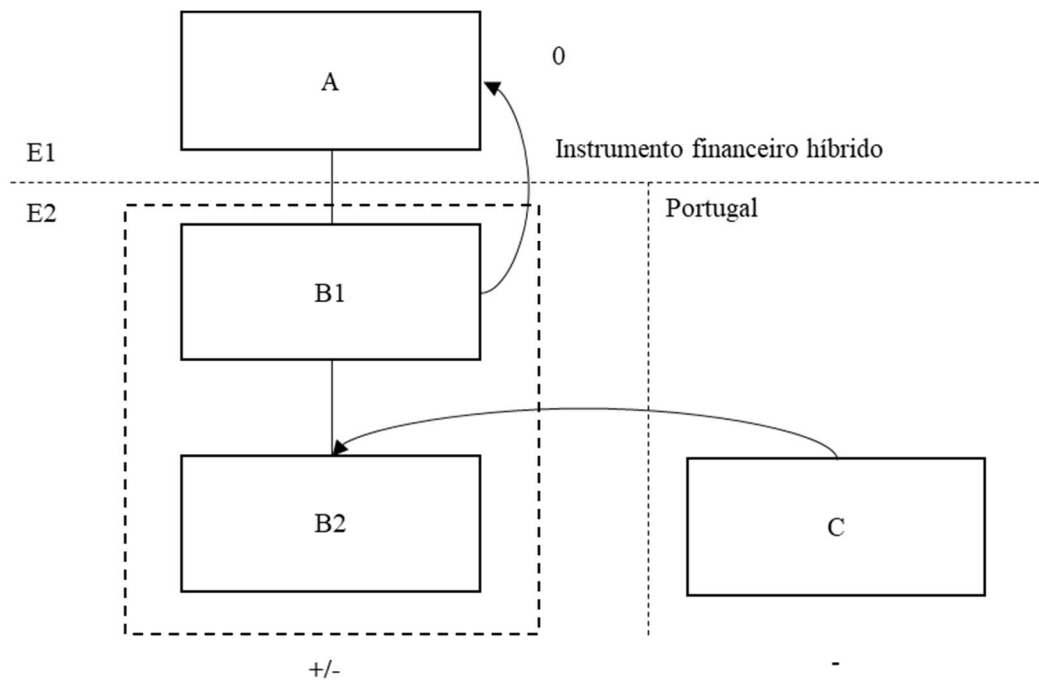 A
0
E1
Instrumento financeiro híbrido
E2
Portugal
B1
B2
C
+/-
-